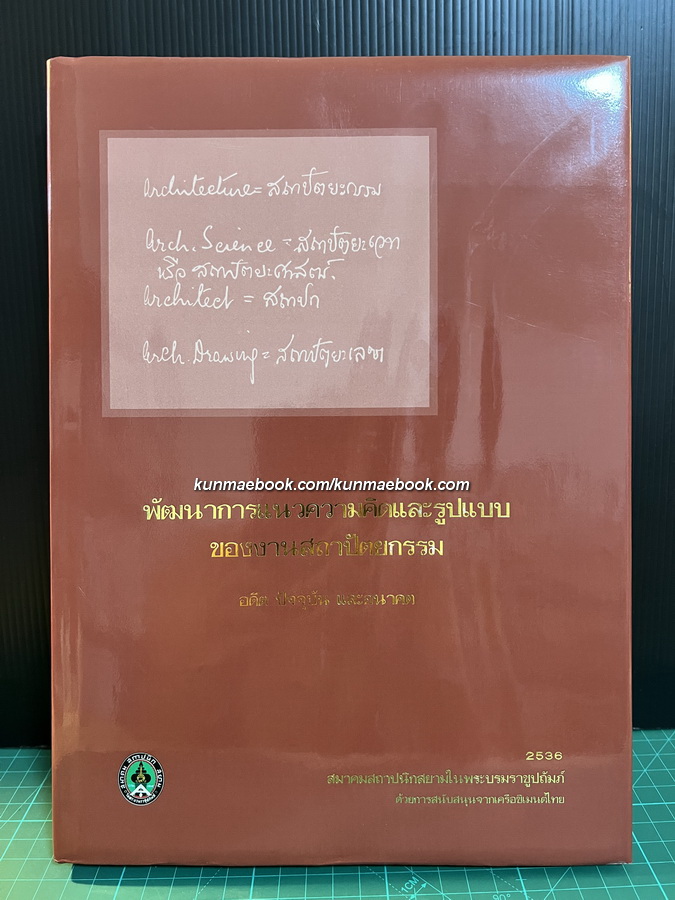 Architecture = สถาปัตยะกรรม
Arch. Science = สถาปัตยะเวท
หรือ สถาปัตยะศาสตร์.
Architect = สถาปก
Arch. Drawing = สถาปัตยะเลขา
kunmaebook.com/kunmaebook.com
พัฒนาการแนวความคิดและรูปแบบ
ของงานสถาปัตยกรรม
อดีต ปัจจุบัน และอนาคต
2536
สมาคมสถาปนิกสยามในพระบรมราชูปถัมภ์
ด้วยการสนับสนุนจากเครือซิเมนต์ไทย
1CM
90°